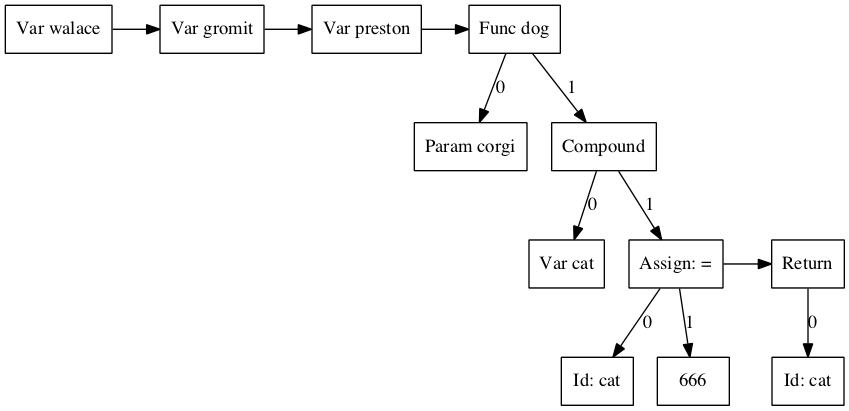 Var walace
Var gromit
Var preston
Func dog
0
1
Param corgi
Compound
0
1
Var cat
Assign: =
Return
0
1
0
Id: cat
666
Id: cat